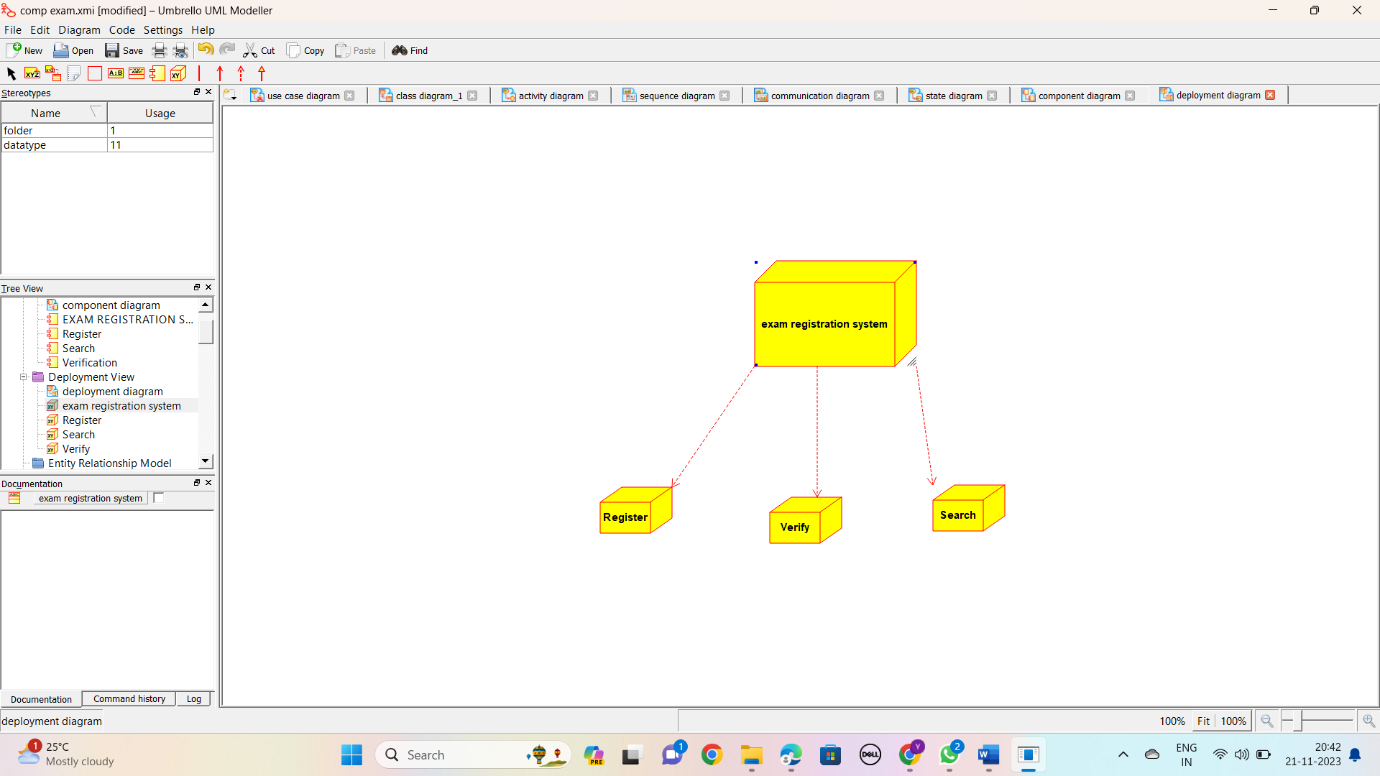 comp exam.xmi [modified] – Umbrello UML Modeller
File Edit Diagram Code Settings Help
New Open Save Cut Copy Paste Find
Stereotypes
use case diagram class diagram_1 activity diagram sequence diagram communication diagram state diagram component diagram deployment diagram
Name Usage
folder 1
datatype 11
Tree View
component diagram
EXAM REGISTRATION S...
Register
Search
Verification
Deployment View
deployment diagram
exam registration system
Register
Search
Verify
Entity Relationship Model
Documentation
exam registration system
exam registration system
Register
Verify
Search
Documentation Command history Log
deployment diagram
100% Fit 100%
1
25°C
Mostly cloudy
Search
PRE
1
DELL
Y
2
W
ENG
IN
20:42
21-11-2023